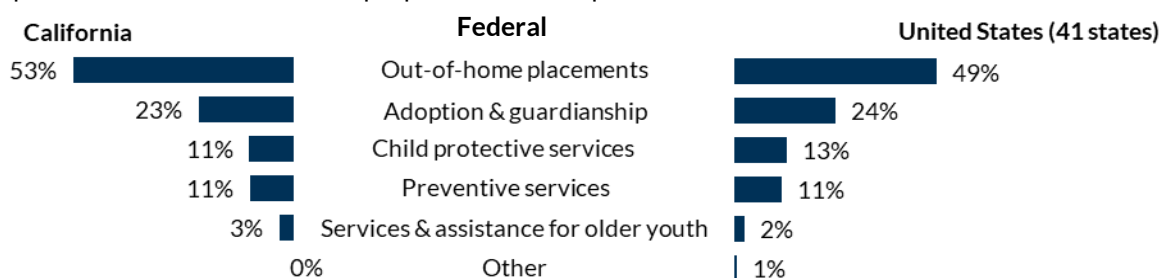 California Federal United States (41 states)
53% Out-of-home placements 49%
23% Adoption & guardianship 24%
11% Child protective services 13%
11% Preventive services 11%
3% Services & assistance for older youth 2%
0% Other 1%